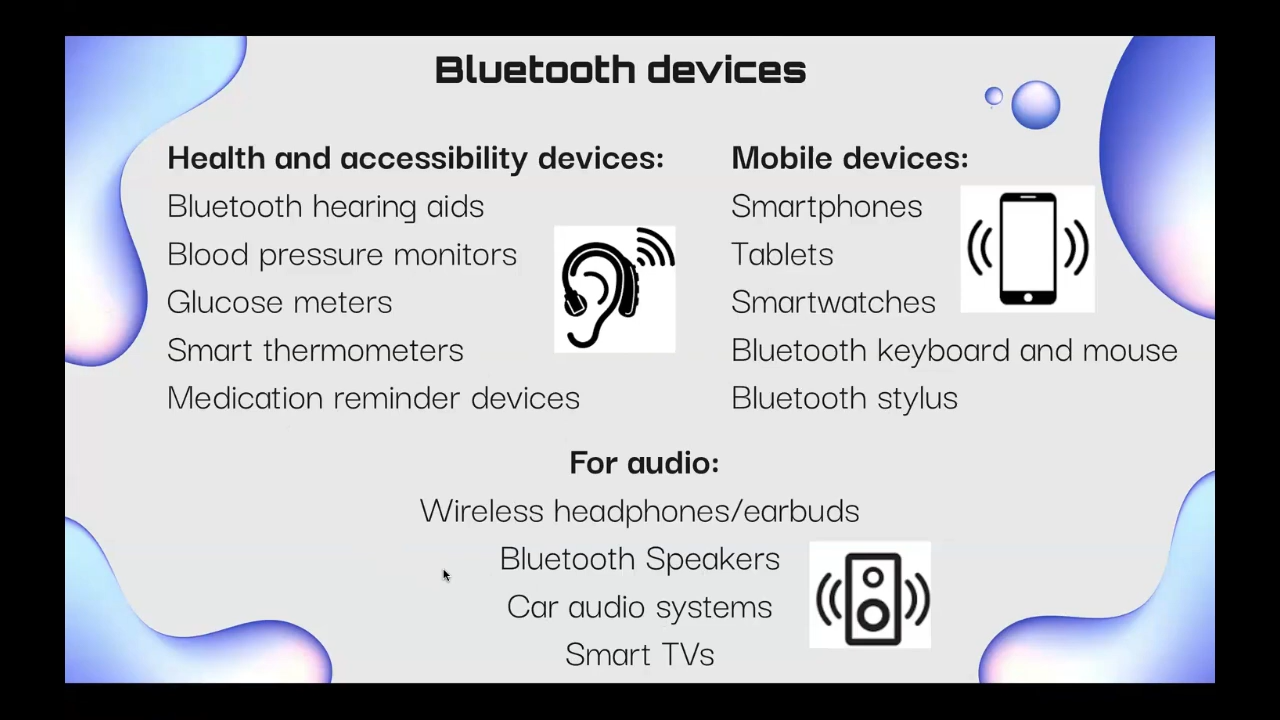 Bluetooth devices
Health and accessibility devices:
Bluetooth hearing aids
Blood pressure monitors
Glucose meters
Smart thermometers
Medication reminder devices
Mobile devices:
Smartphones
Tablets
Smartwatches
Bluetooth keyboard and mouse
Bluetooth stylus
For audio:
Wireless headphones/earbuds
Bluetooth Speakers
Car audio systems
Smart TVs